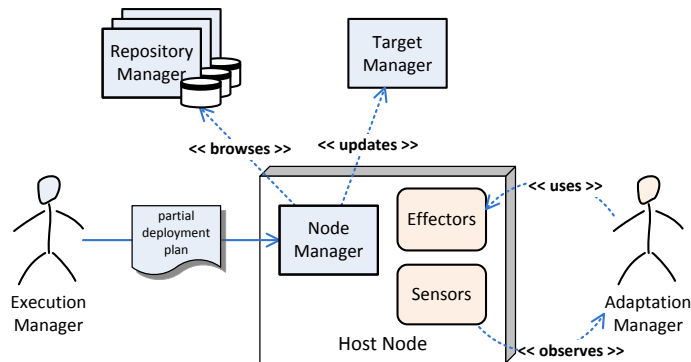 Repository
Manager
Target
Manager
<< browses >>
<< updates >>
<< uses >>
partial
deployment
plan
Node
Manager
Effectors
Sensors
Execution
Manager
Adaptation
Manager
Host Node
<< observes >>